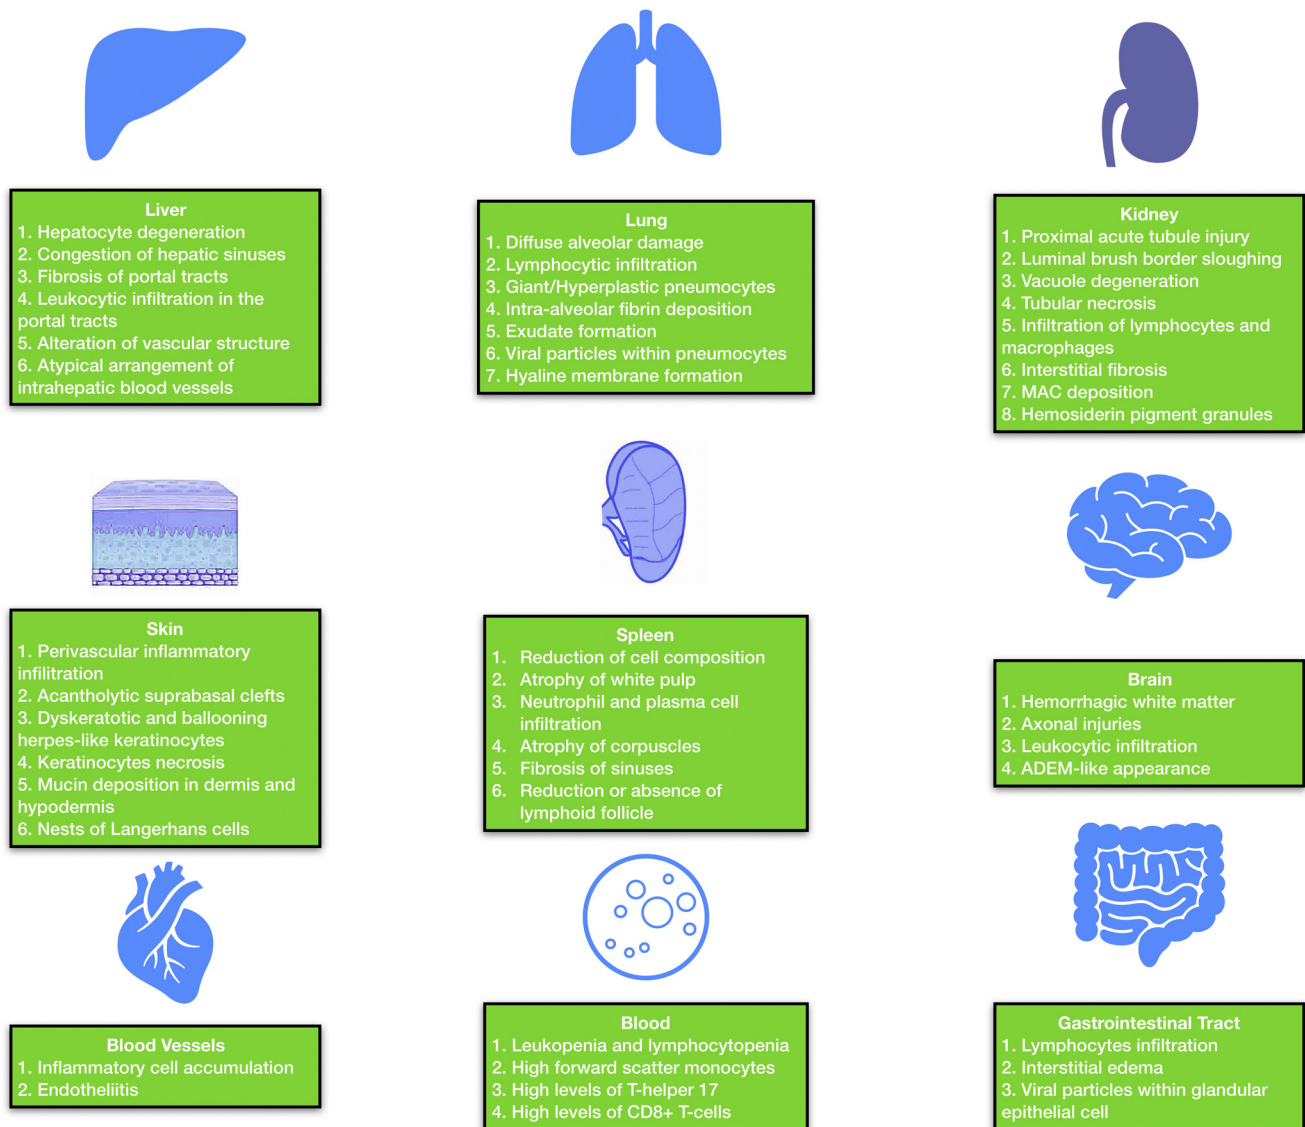 Liver
1. Hepatocyte degeneration
2. Congestion of hepatic sinuses
3. Fibrosis of portal tracts
4. Leukocytic infiltration in the
portal tracts
5. Alteration of vascular structure
6. Atypical arrangement of
intrahepatic blood vessels
Lung
1. Diffuse alveolar damage
2. Lymphocytic infiltration
3. Giant/Hyperplastic pneumocytes
4. Intra-alveolar fibrin deposition
5. Exudate formation
6. Viral particles within pneumocytes
7. Hyaline membrane formation
Kidney
1. Proximal acute tubule injury
2. Luminal brush border sloughing
3. Vacuole degeneration
4. Tubular necrosis
5. Infiltration of lymphocytes and
macrophages
6. Interstitial fibrosis
7. MAC deposition
8. Hemosiderin pigment granules
Skin
1. Perivascular inflammatory
infilitration
2. Acantholytic suprabasal clefts
3. Dyskeratotic and ballooning
herpes-like keratinocytes
4. Keratinocytes necrosis
5. Mucin deposition in dermis and
hypodermis
6. Nests of Langerhans cells
Spleen
1. Reduction of cell composition
2. Atrophy of white pulp
3. Neutrophil and plasma cell
infiltration
4. Atrophy of corpuscles
5. Fibrosis of sinuses
6. Reduction or absence of
lymphoid follicle
Brain
1. Hemorrhagic white matter
2. Axonal injuries
3. Leukocytic infiltration
4. ADEM-like appearance
Blood Vessels
1. Inflammatory cell accumulation
2. Endotheliitis
Blood
1. Leukopenia and lymphocytopenia
2. High forward scatter monocytes
3. High levels of T-helper 17
4. High levels of CD8+ T-cells
Gastrointestinal Tract
1. Lymphocytes infiltration
2. Interstitial edema
3. Viral particles within glandular
epithelial cell